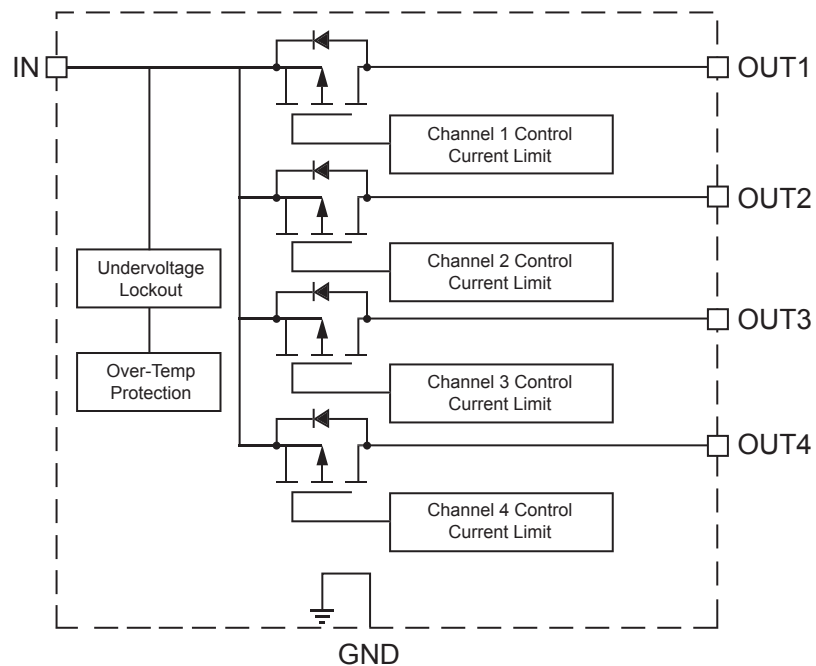 IN
OUT1
Channel 1 Control
Current Limit
OUT2
Undervoltage
Lockout
Channel 2 Control
Current Limit
OUT3
Over-Temp
Protection
Channel 3 Control
Current Limit
OUT4
Channel 4 Control
Current Limit
GND